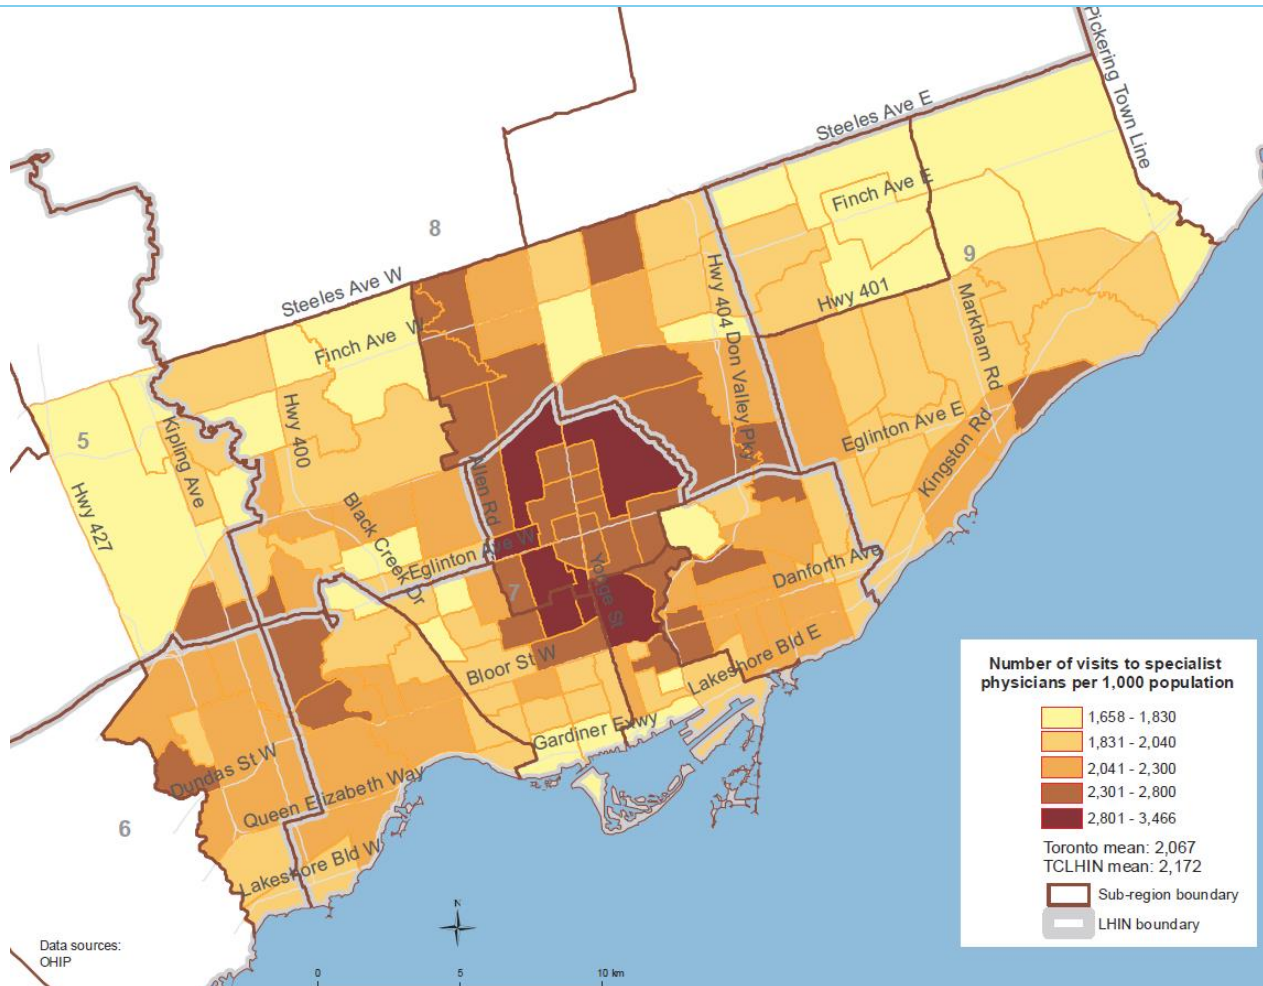 Pickering Town Line
Steeles Ave E
Finch Ave E
8
9
Steeles Ave W
Hwy 401
Hwy 404
Don Valley Pky
Markham Rd
Finch Ave W
5
Kipling Ave
Hwy 400
Eglinton Ave E
Kingston Rd
Allen Rd
Hwy 427
Black Creek Dr
Eglinton Ave W
Yonge St
Danforth Ave
7
Bloor St W
Lakeshore Bld E
Gardiner Exwy
Dundas St W
Queen Elizabeth Way
6
Lakeshore Bld W
Number of visits to specialist
physicians per 1,000 population
1,658 - 1,830
1,831 - 2,040
2,041 - 2,300
2,301 - 2,800
2,801 - 3,466
Toronto mean: 2,067
TCLHIN mean: 2,172
Sub-region boundary
LHIN boundary
N
Data sources:
OHIP
0 5 10 km